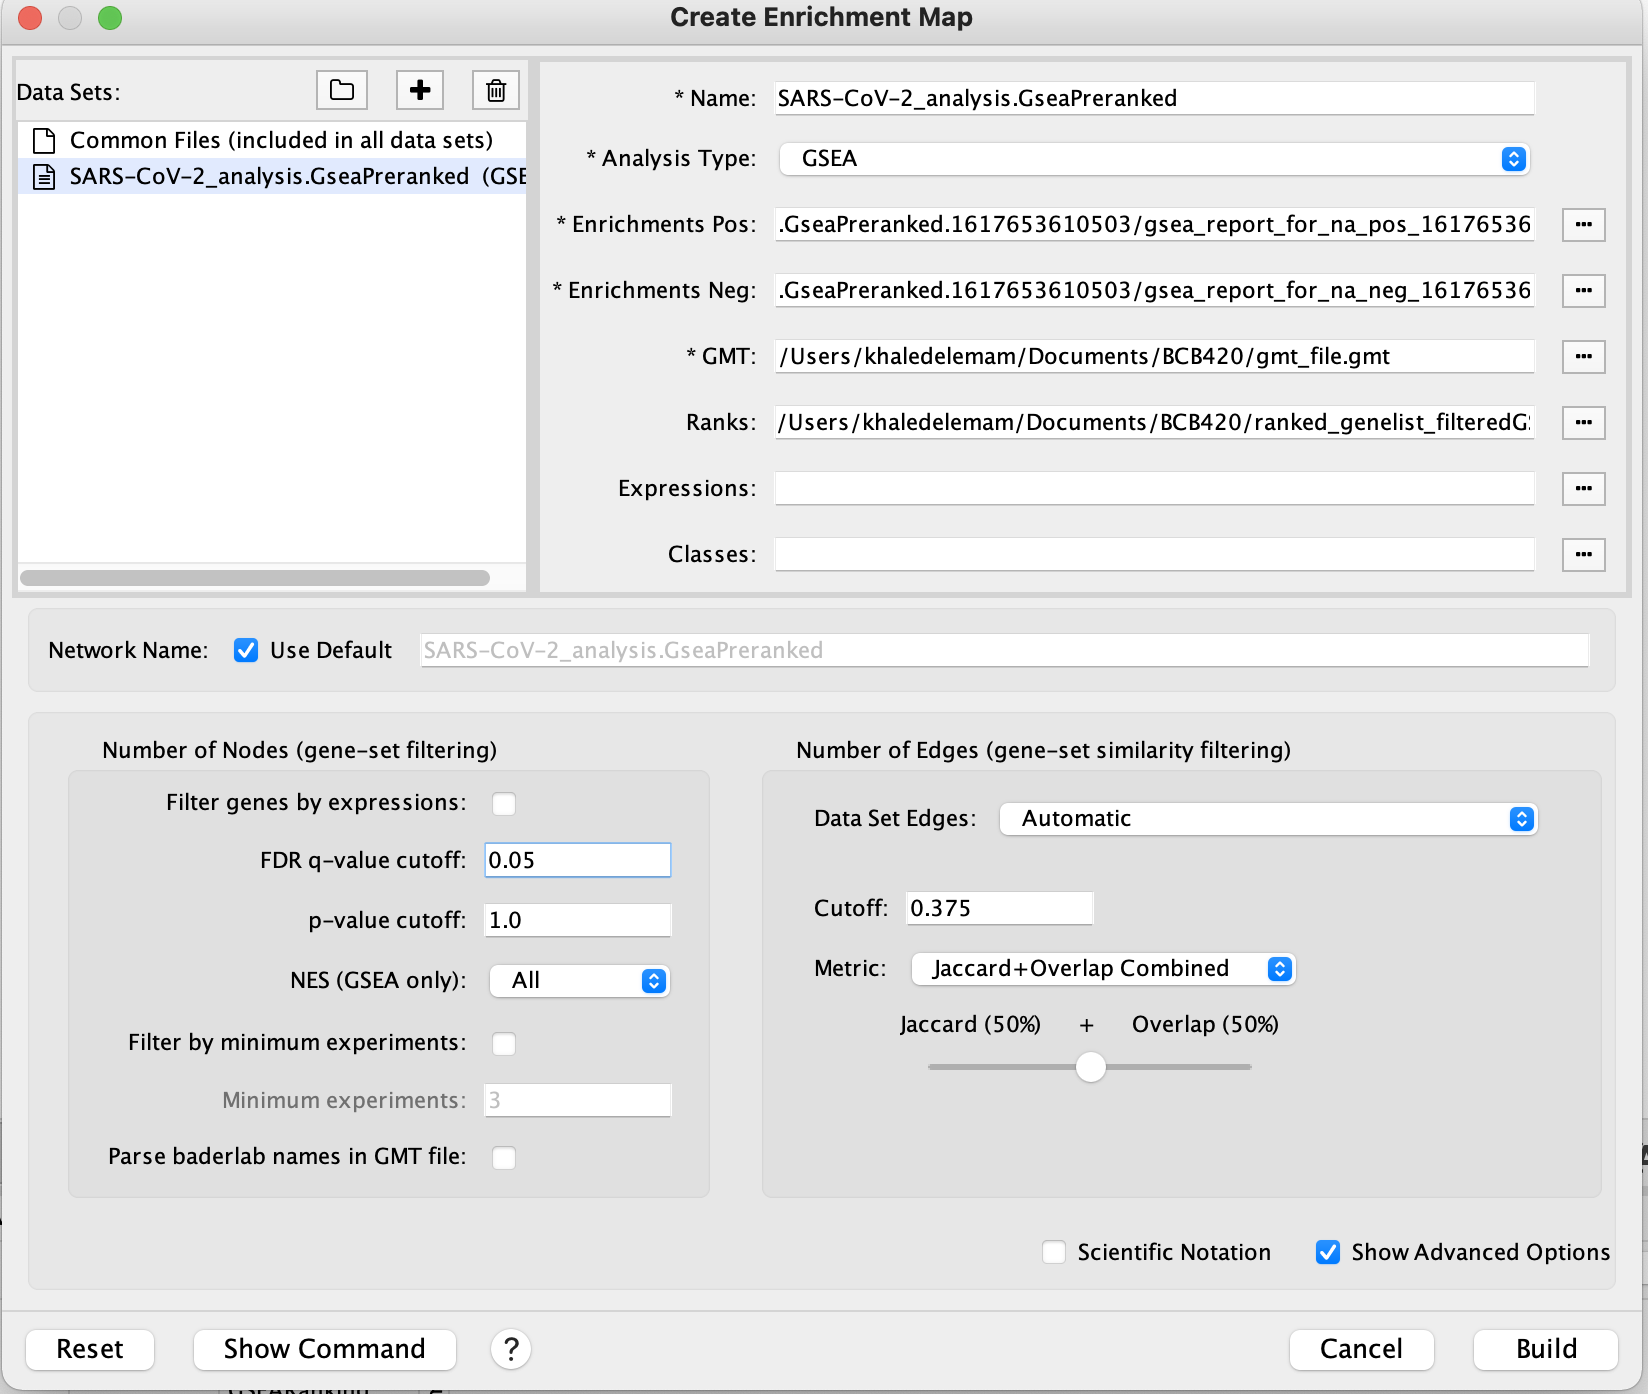 Create Enrichment Map
Data Sets:
Common Files (included in all data sets)
SARS-CoV-2_analysis.GseaPreranked (GSE
* Name: SARS-CoV-2_analysis.GseaPreranked
* Analysis Type: GSEA
* Enrichments Pos: .GseaPreranked.1617653610503/gsea_report_for_na_pos_16176536
* Enrichments Neg: .GseaPreranked.1617653610503/gsea_report_for_na_neg_16176536
* GMT: /Users/khaledelemam/Documents/BCB420/gmt_file.gmt
Ranks: /Users/khaledelemam/Documents/BCB420/ranked_genelist_filteredG
Expressions:
Classes:
Network Name: Use Default SARS-CoV-2_analysis.GseaPreranked
Number of Nodes (gene-set filtering)
Filter genes by expressions:
FDR q-value cutoff: 0.05
p-value cutoff: 1.0
NES (GSEA only): All
Filter by minimum experiments:
Minimum experiments: 3
Parse baderlab names in GMT file:
Number of Edges (gene-set similarity filtering)
Data Set Edges: Automatic
Cutoff: 0.375
Metric: Jaccard+Overlap Combined
Jaccard (50%) + Overlap (50%)
Scientific Notation Show Advanced Options
Reset Show Command ? Cancel Build